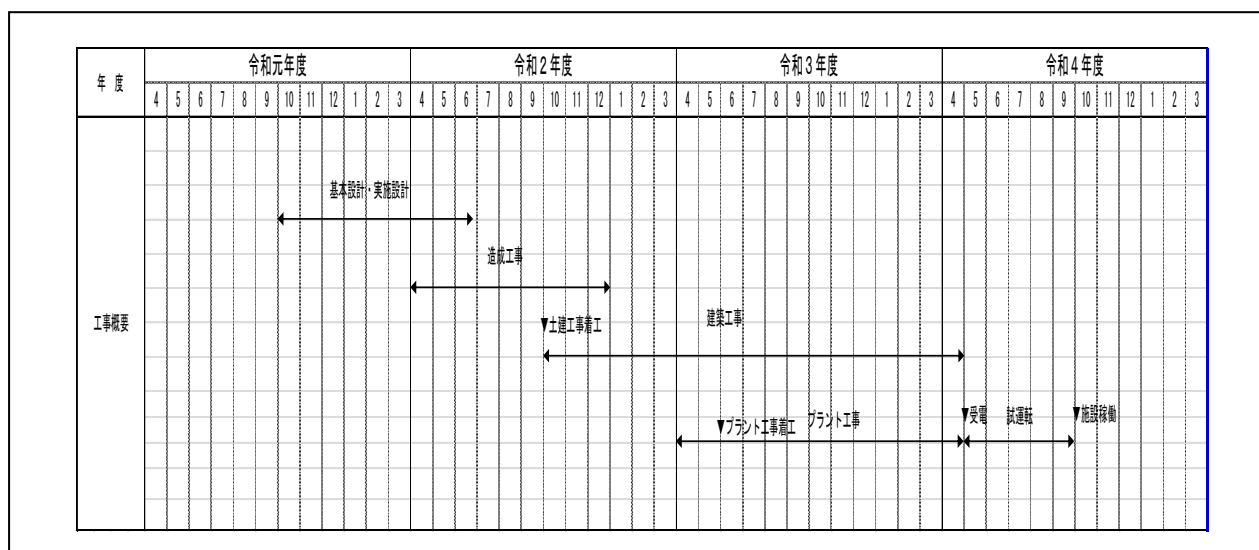 年 度
令和元年度 令和２年度 令和３年度 令和４年度
4 5 6 7 8 9 10 11 12 1 2 3 4 5 6 7 8 9 10 11 12 1 2 3 4 5 6 7 8 9 10 11 12 1 2 3 4 5 6 7 8 9 10 11 12 1 2 3
工事概要
基本設計・実施設計
造成工事
▼土建工事着工
建築工事
▼プラント工事着工
プラント工事
▼受電
試運転
▼施設稼働